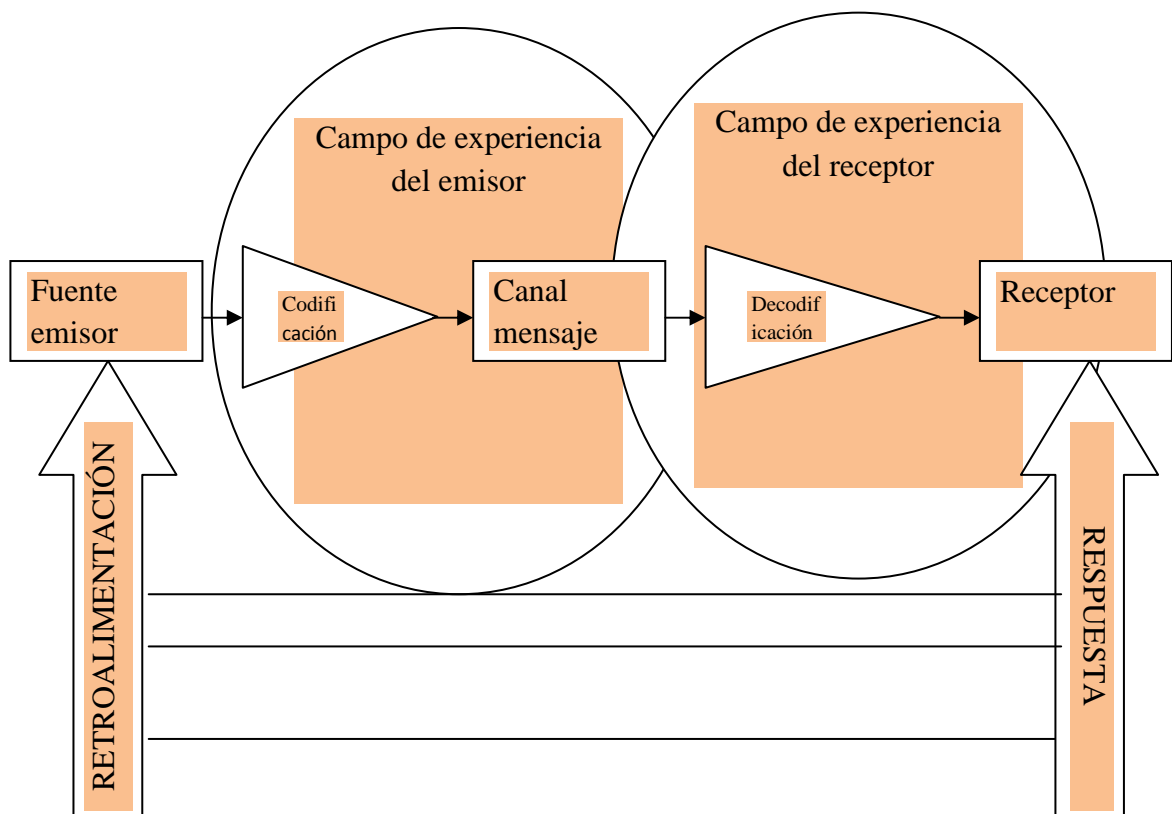 Campo de experiencia
del emisor
Campo de experiencia
del receptor
Fuente
emisor
Codifi
cación
Canal
mensaje
Decodif
icación
Receptor
RETROALIMENTACIÓN
RESPUESTA